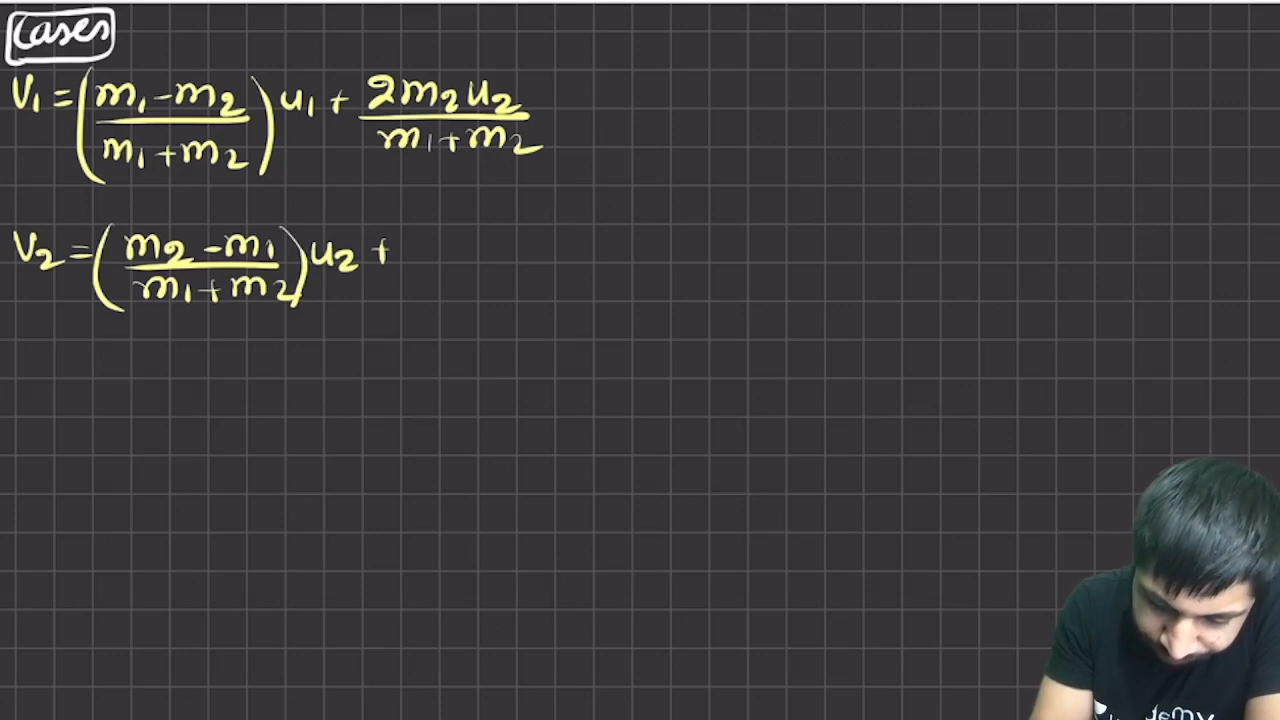 Cases
V₁ = (m₁ - m₂ / m₁ + m₂) u₁ + 2m₂u₂ / m₁ + m₂
V₂ = (m₂ - m₁ / m₁ + m₂) u₂ +